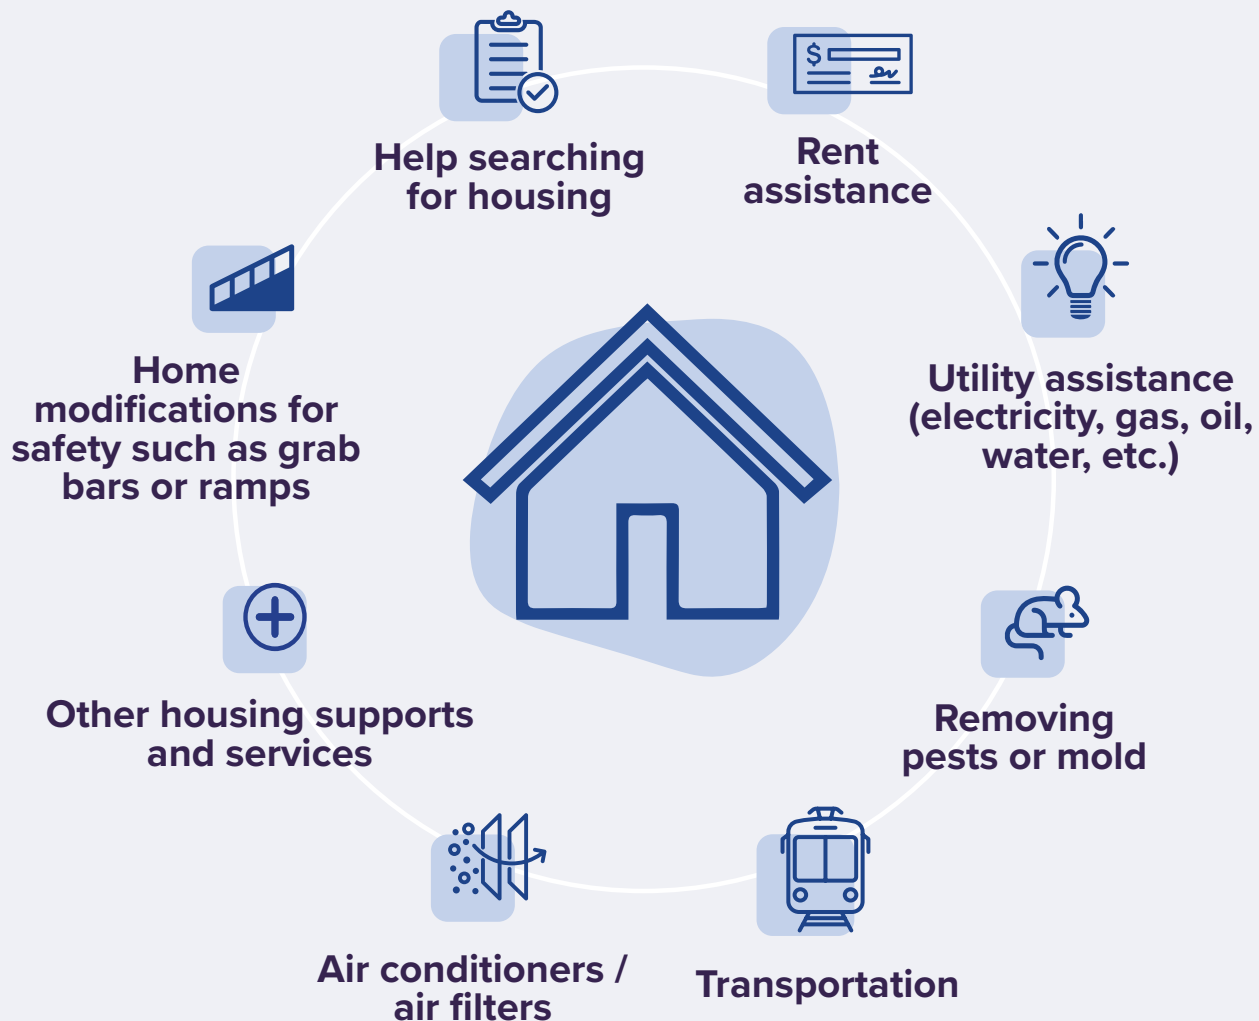 Help searching
for housing
Rent
assistance
Utility assistance
(electricity, gas, oil,
water, etc.)
Removing
pests or mold
Transportation
Air conditioners /
air filters
Other housing supports
and services
Home
modifications for
safety such as grab
bars or ramps
$